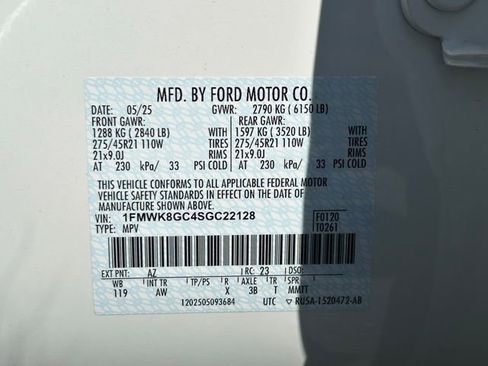 MFD. BY FORD MOTOR CO.
DATE: 05/25 GVWR: 2790 KG ( 6150 LB)
FRONT GAWR: REAR GAWR:
1288 KG ( 2840 LB) WITH 1597 KG ( 3520 LB) WITH
275/45R21 110W TIRES 275/45R21 110W TIRES
21x9.0J RIMS 21x9.0J RIMS
AT 230 kPa/ 33 PSI COLD AT 230 kPa/ 33 PSI COLD
THIS VEHICLE CONFORMS TO ALL APPLICABLE FEDERAL MOTOR
VEHICLE SAFETY STANDARDS IN EFFECT ON THE DATE OF
MANUFACTURE SHOWN ABOVE.
VIN: 1FMWK8GC4SGC22128 F0120
TYPE: MPV T0261
EXT PNT: AZ RC: 23 DSO:
WB INT TR TP/PS R AXLE TR SPR
119 AW X 3B T MMTT
1202505093684 UTC ▽ RU5A-1520472-AB